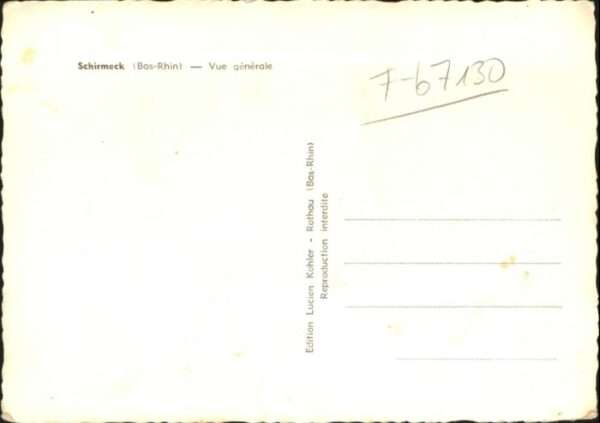 Schirmeck (Bas-Rhin) — Vue générale
F-67130
Edition Lucien Kohler - Rothau (Bas-Rhin)
Reproduction interdite